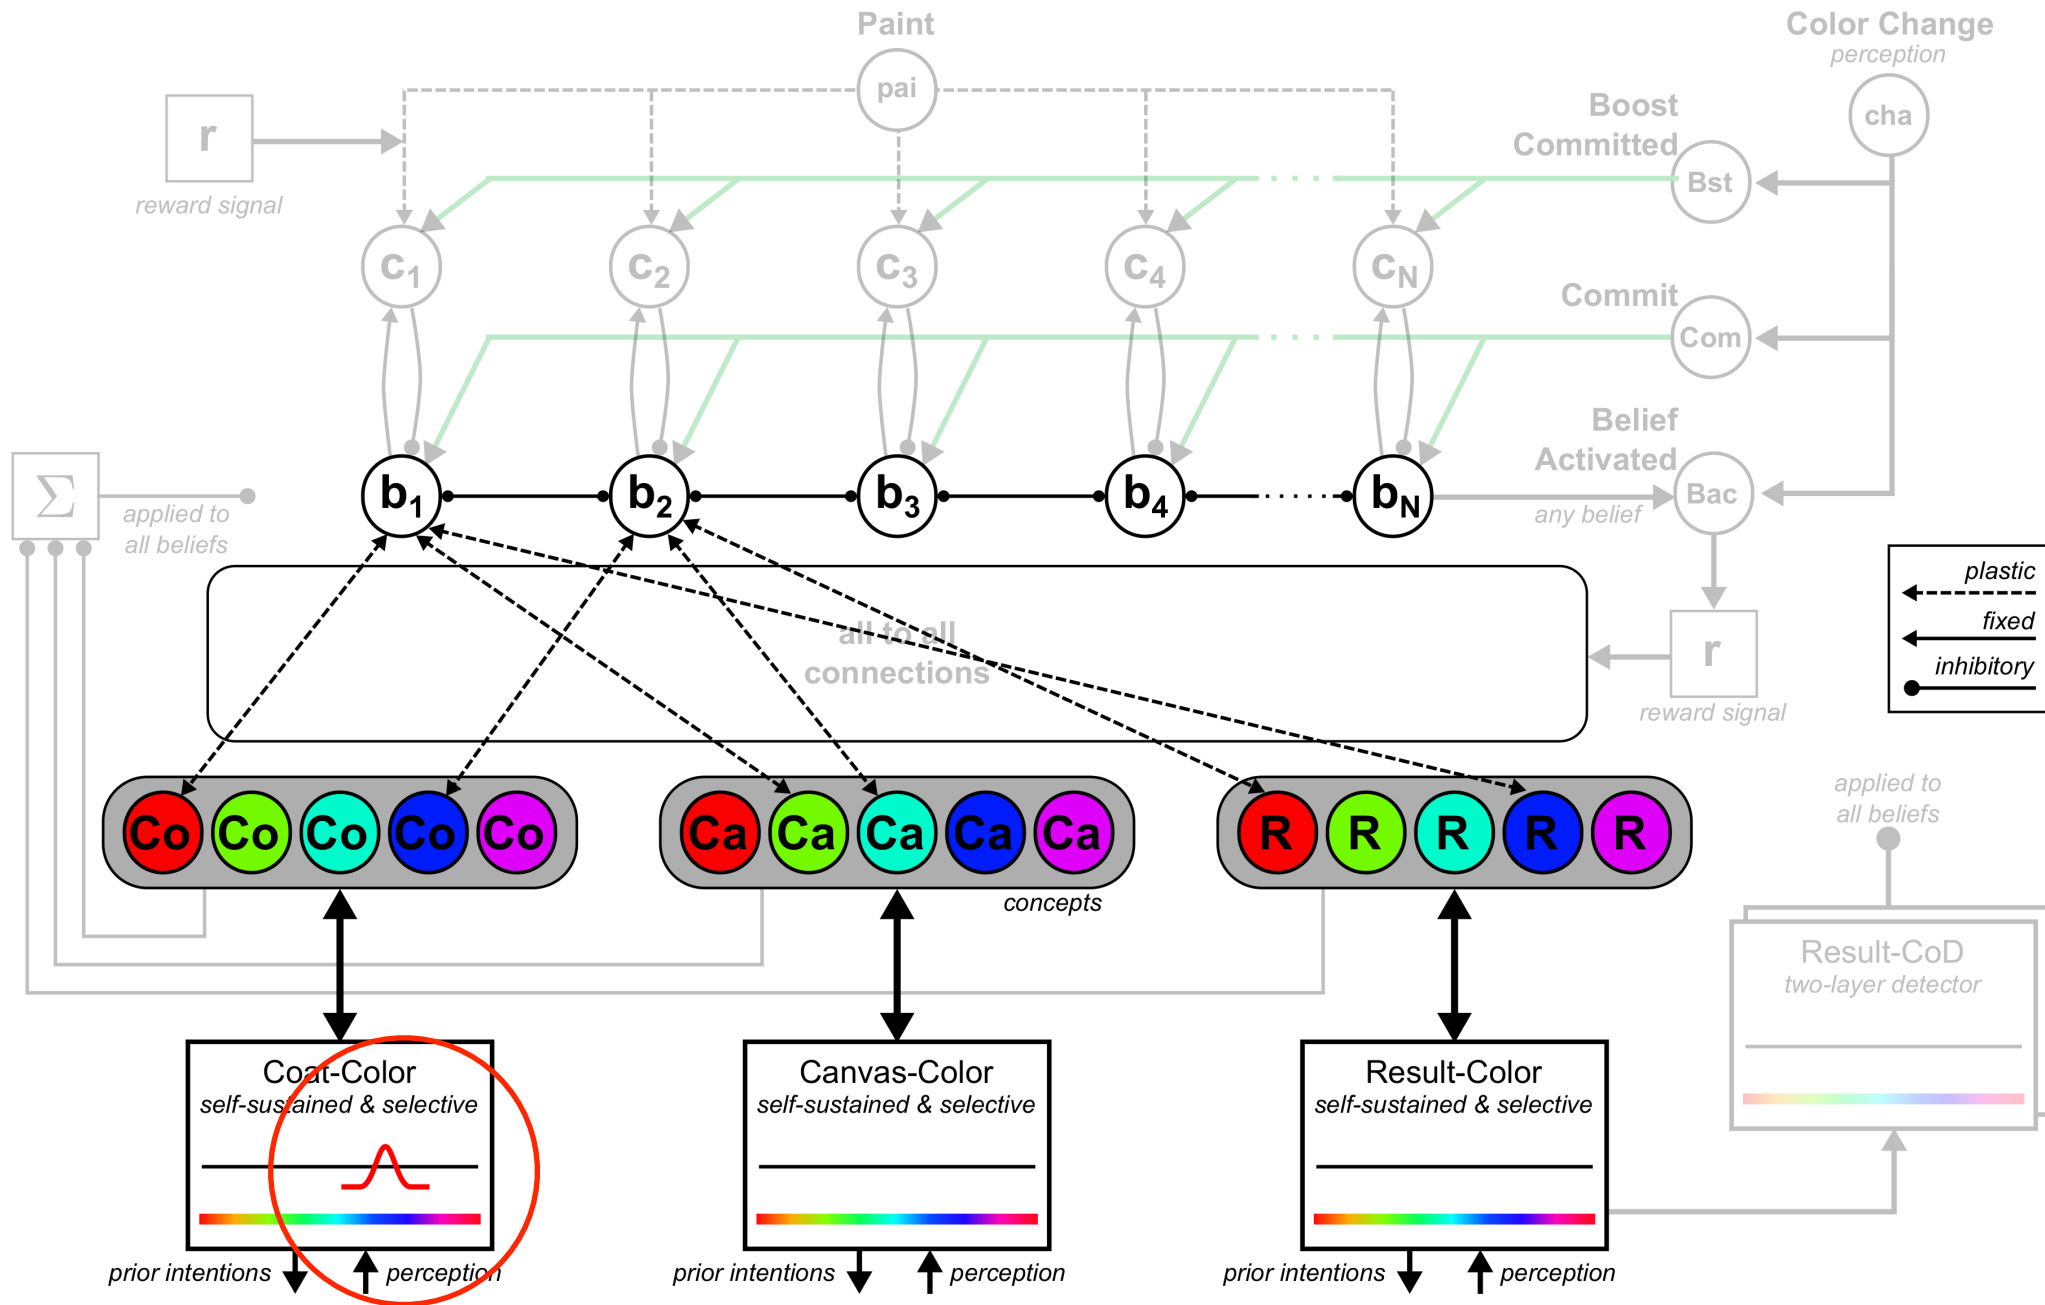 Paint
Color Change
perception
pai
cha
r
reward signal
Boost
Committed
Bst
c1
c2
c3
c4
cN
Commit
Com
Belief
Activated
Bac
Σ
applied to
all beliefs
b1
b2
b3
b4
bN
any belief
plastic
fixed
inhibitory
all to all
connections
r
reward signal
Co Co Co Co Co
Ca Ca Ca Ca Ca
R R R R R
concepts
applied to
all beliefs
Result-CoD
two-layer detector
Coat-Color
self-sustained & selective
Canvas-Color
self-sustained & selective
Result-Color
self-sustained & selective
prior intentions
perception
prior intentions
perception
prior intentions
perception